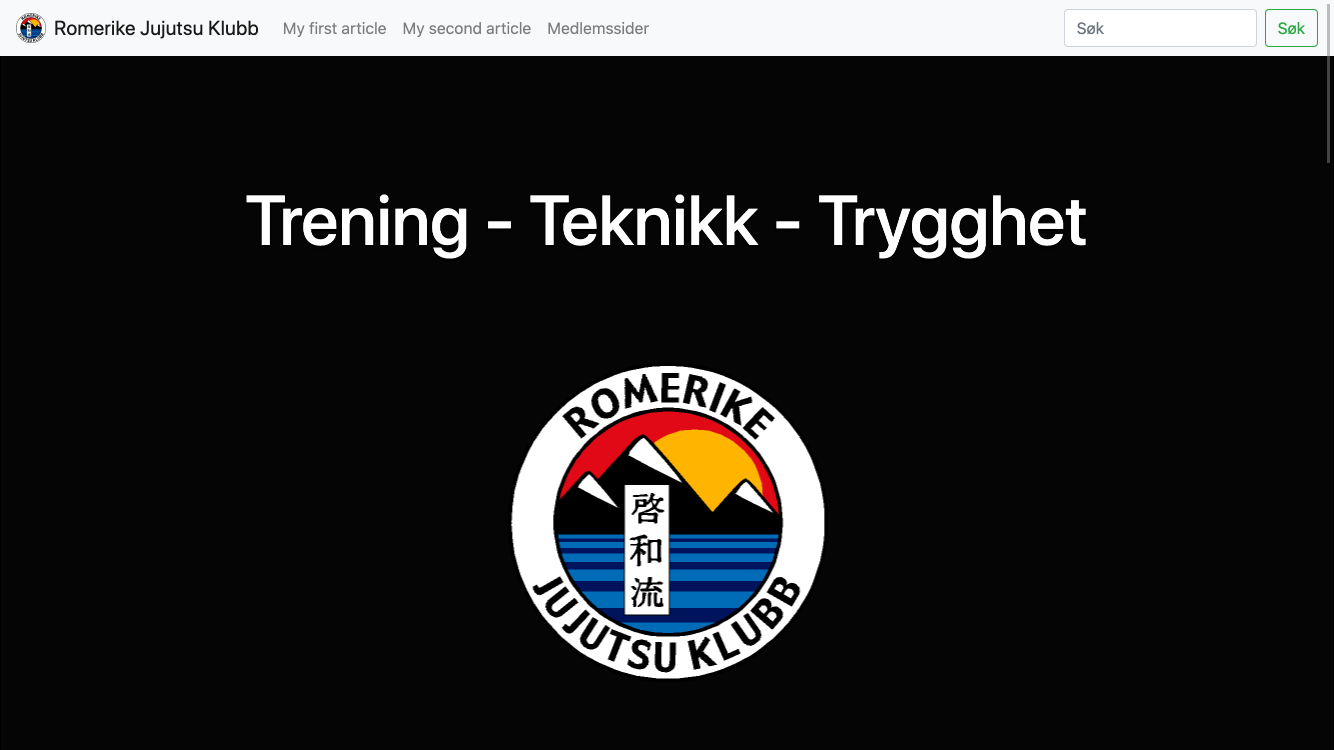 Romerike Jujutsu Klubb My first article My second article Medlemssider Søk Søk
Trening - Teknikk - Trygghet
ROMERIKE
啓
和
流
JUJUTSU KLUBB